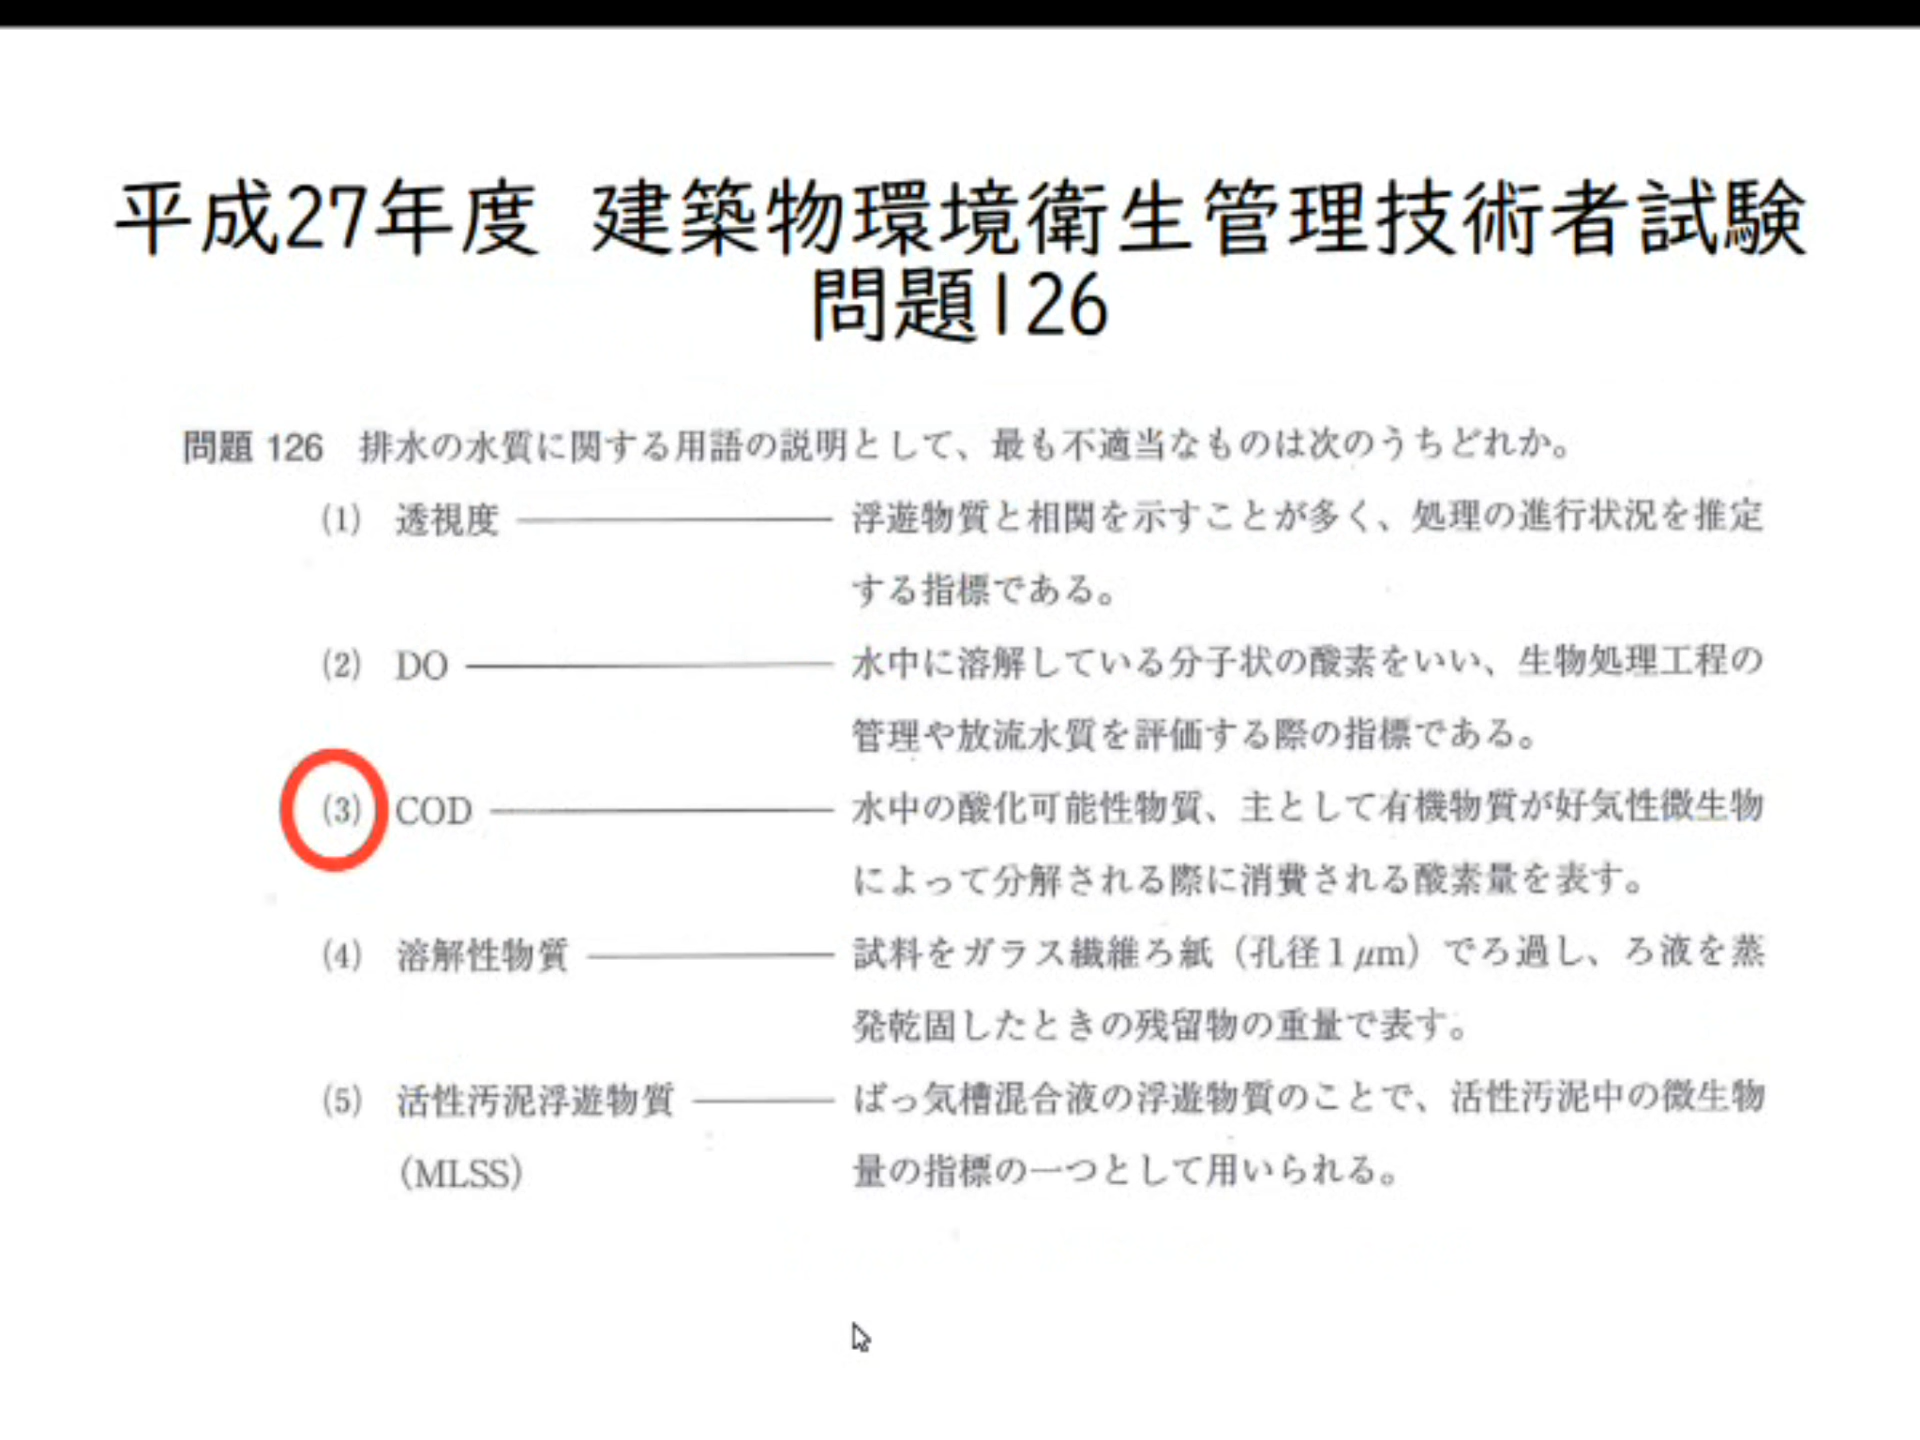 平成27年度 建築物環境衛生管理技術者試験
問題126
問題 126 排水の水質に関する用語の説明として、最も不適当なものは次のうちどれか。
(1) 透視度 ――― 浮遊物質と相関を示すことが多く、処理の進行状況を推定
する指標である。
(2) DO ――― 水中に溶解している分子状の酸素をいい、生物処理工程の
管理や放流水質を評価する際の指標である。
(3) COD ――― 水中の酸化可能性物質、主として有機物質が好気性微生物
によって分解される際に消費される酸素量を表す。
(4) 溶解性物質 ――― 試料をガラス繊維ろ紙（孔径1μm）でろ過し、ろ液を蒸
発乾固したときの残留物の重量で表す。
(5) 活性汚泥浮遊物質 ――― ばっ気槽混合液の浮遊物質のことで、活性汚泥中の微生物
(MLSS) 量の指標の一つとして用いられる。